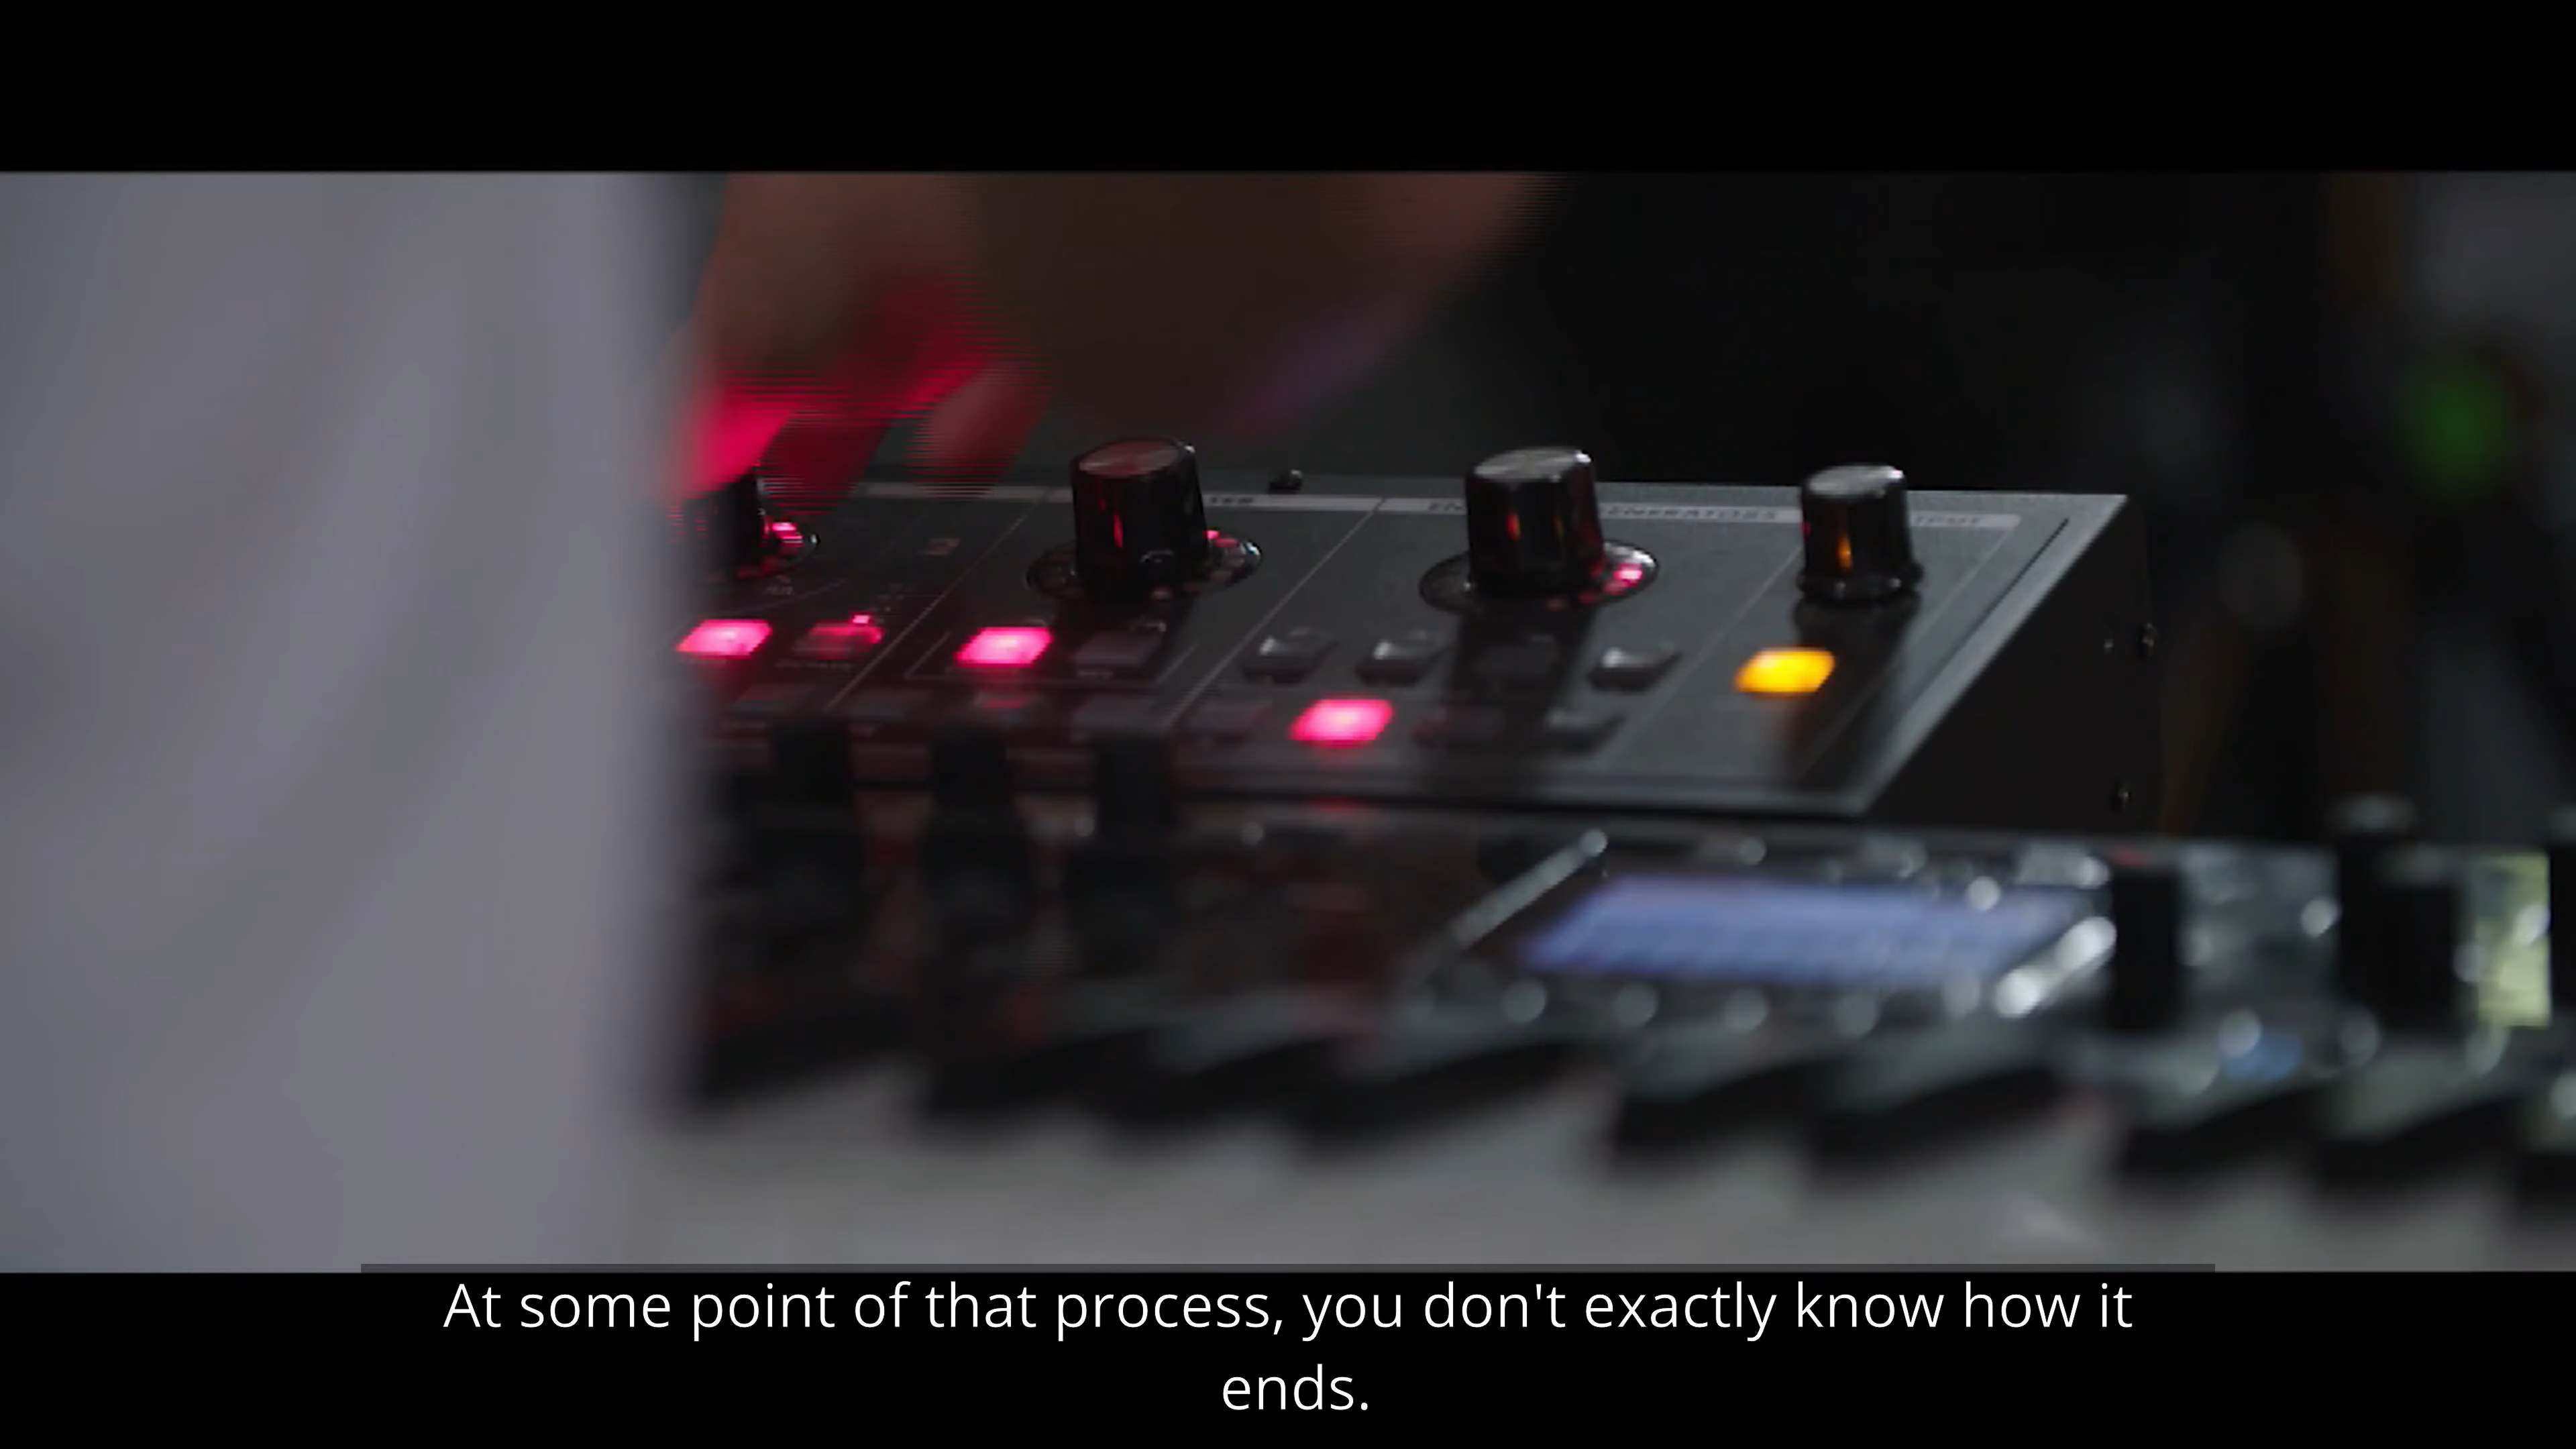 At some point of that process, you don't exactly know how it
ends.